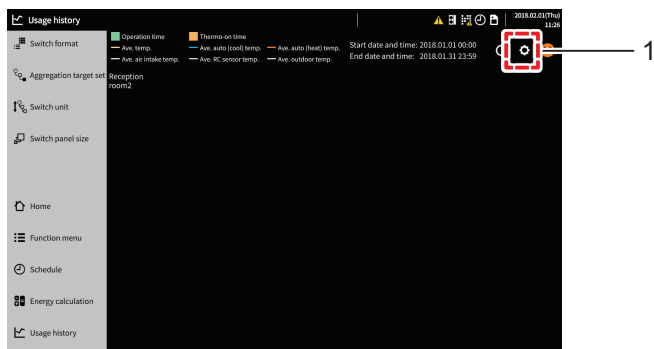 Usage history
2018.02.01(Thu)
11:26
Switch format
Operation time
Thermo-on time
Ave. temp.
Ave. auto (cool) temp.
Ave. auto (heat) temp.
Start date and time: 2018.01.01 00:00
Ave. air intake temp.
Ave. RC sensor temp.
Ave. outdoor temp.
End date and time: 2018.01.31 23:59
1
Aggregation target set
Reception
room2
Switch unit
Switch panel size
Home
Function menu
Schedule
Energy calculation
Usage history